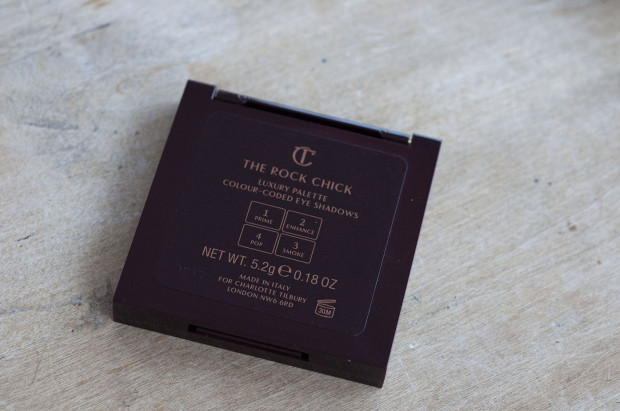 CT
THE ROCK CHICK
LUXURY PALETTE
COLOUR-CODED EYE SHADOWS
1 2
PRIME ENHANCE
4 3
POP SMOKE
NET WT. 5.2g ℮ 0.18 OZ
MADE IN ITALY
FOR CHARLOTTE TILBURY
LONDON NW6 6RD
30M